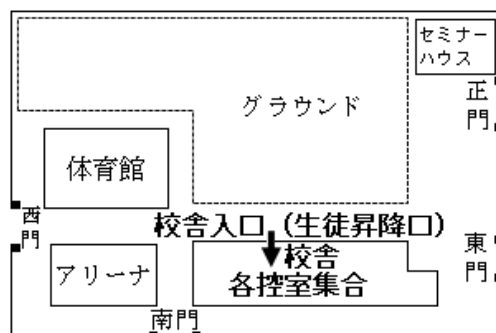 セミナー
ハウス
グラウンド
正門
体育館
西門
校舎入口（生徒昇降口）
校舎
各控室集合
東門
アリーナ
南門